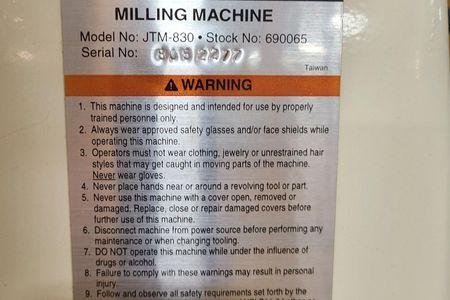 MILLING MACHINE
Model No: JTM-830 • Stock No: 690065
Serial No:
Taiwan
⚠ WARNING
1. This machine is designed and intended for use by properly
trained personnel only.
2. Always wear approved safety glasses and/or face shields while
operating this machine.
3. Operators must not wear clothing, jewelry or unrestrained hair
styles that may get caught in moving parts of the machine.
Never wear gloves.
4. Never place hands near or around a revolving tool or part.
5. Never use this machine with a cover open, removed or
damaged. Replace, close or repair damaged covers before
further use of this machine.
6. Disconnect machine from power source before performing any
maintenance or when changing tooling.
7. DO NOT operate this machine while under the influence of
drugs or alcohol.
8. Failure to comply with these warnings may result in personal
injury.
9. Follow and observe all safety requirements set forth by the